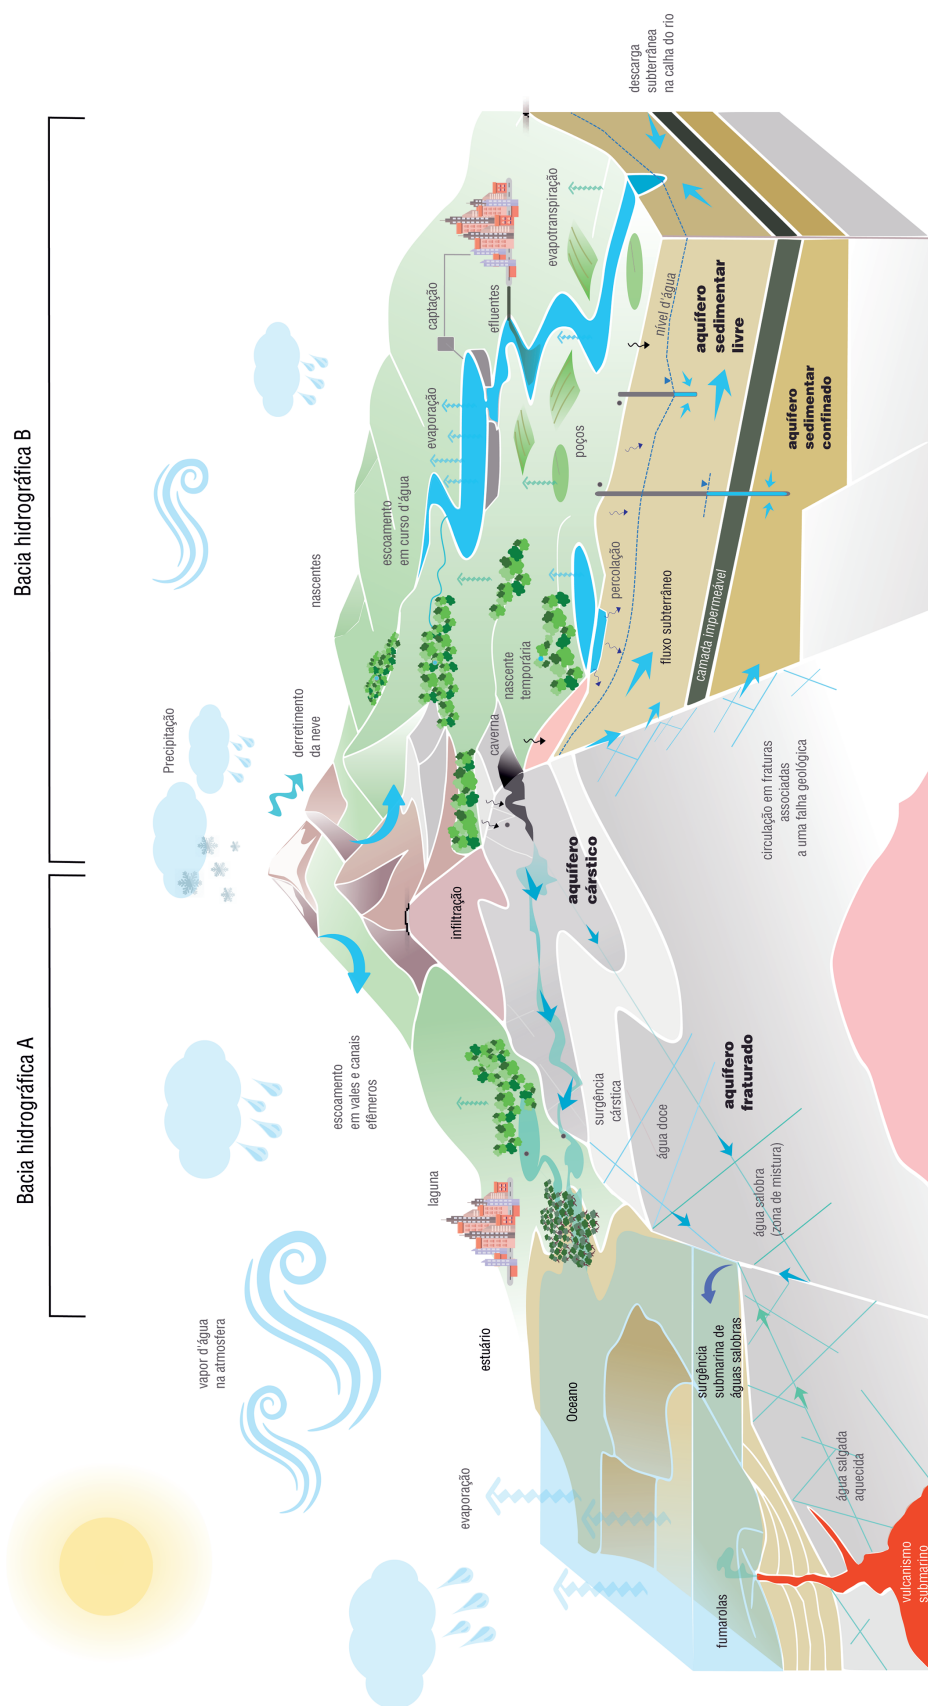 Bacia hidrográfica A
Bacia hidrográfica B
vapor d'água
na atmosfera
Precipitação
derretimento
da neve
nascentes
escoamento
em vales e canais
efêmeros
escoamento
em curso d'água
evaporação
captação
efluentes
evapotranspiração
descarga
subterrânea
na calha do rio
evaporação
estuário
laguna
infiltração
caverna
nascente
temporária
poços
Oceano
surgência
cárstica
aquífero
cárstico
percolação
nível d'água
fluxo subterrâneo
aquífero
sedimentar
livre
camada impermeável
aquífero
sedimentar
confinado
fumarolas
surgência
submarina de
águas salobras
água doce
aquífero
fraturado
água salobra
(zona de mistura)
circulação em fraturas
associadas
a uma falha geológica
água salgada
aquecida
vulcanismo
submarino